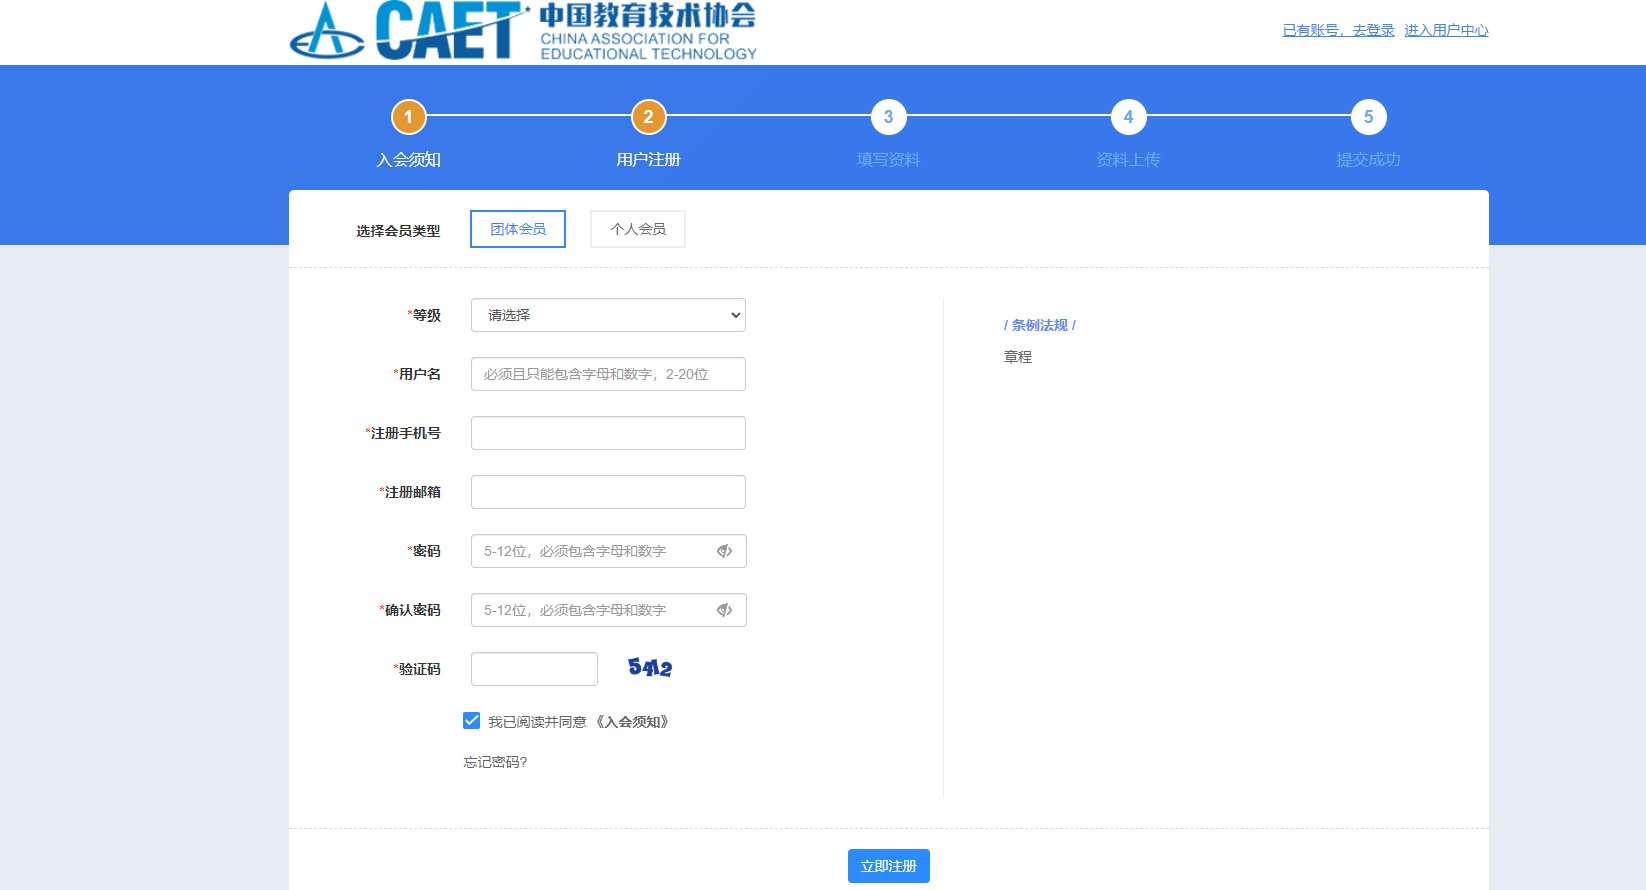 CAET 中国教育技术协会
CHINA ASSOCIATION FOR
EDUCATIONAL TECHNOLOGY
已有账号，去登录 进入用户中心
1 2 3 4 5
入会须知 用户注册 填写资料 资料上传 提交成功
选择会员类型 团体会员 个人会员
*等级 请选择
/ 条例法规 /
章程
*用户名 必须且只能包含字母和数字，2-20位
*注册手机号
*注册邮箱
*密码 5-12位，必须包含字母和数字
*确认密码 5-12位，必须包含字母和数字
*验证码 5412
我已阅读并同意 《入会须知》
忘记密码?
立即注册